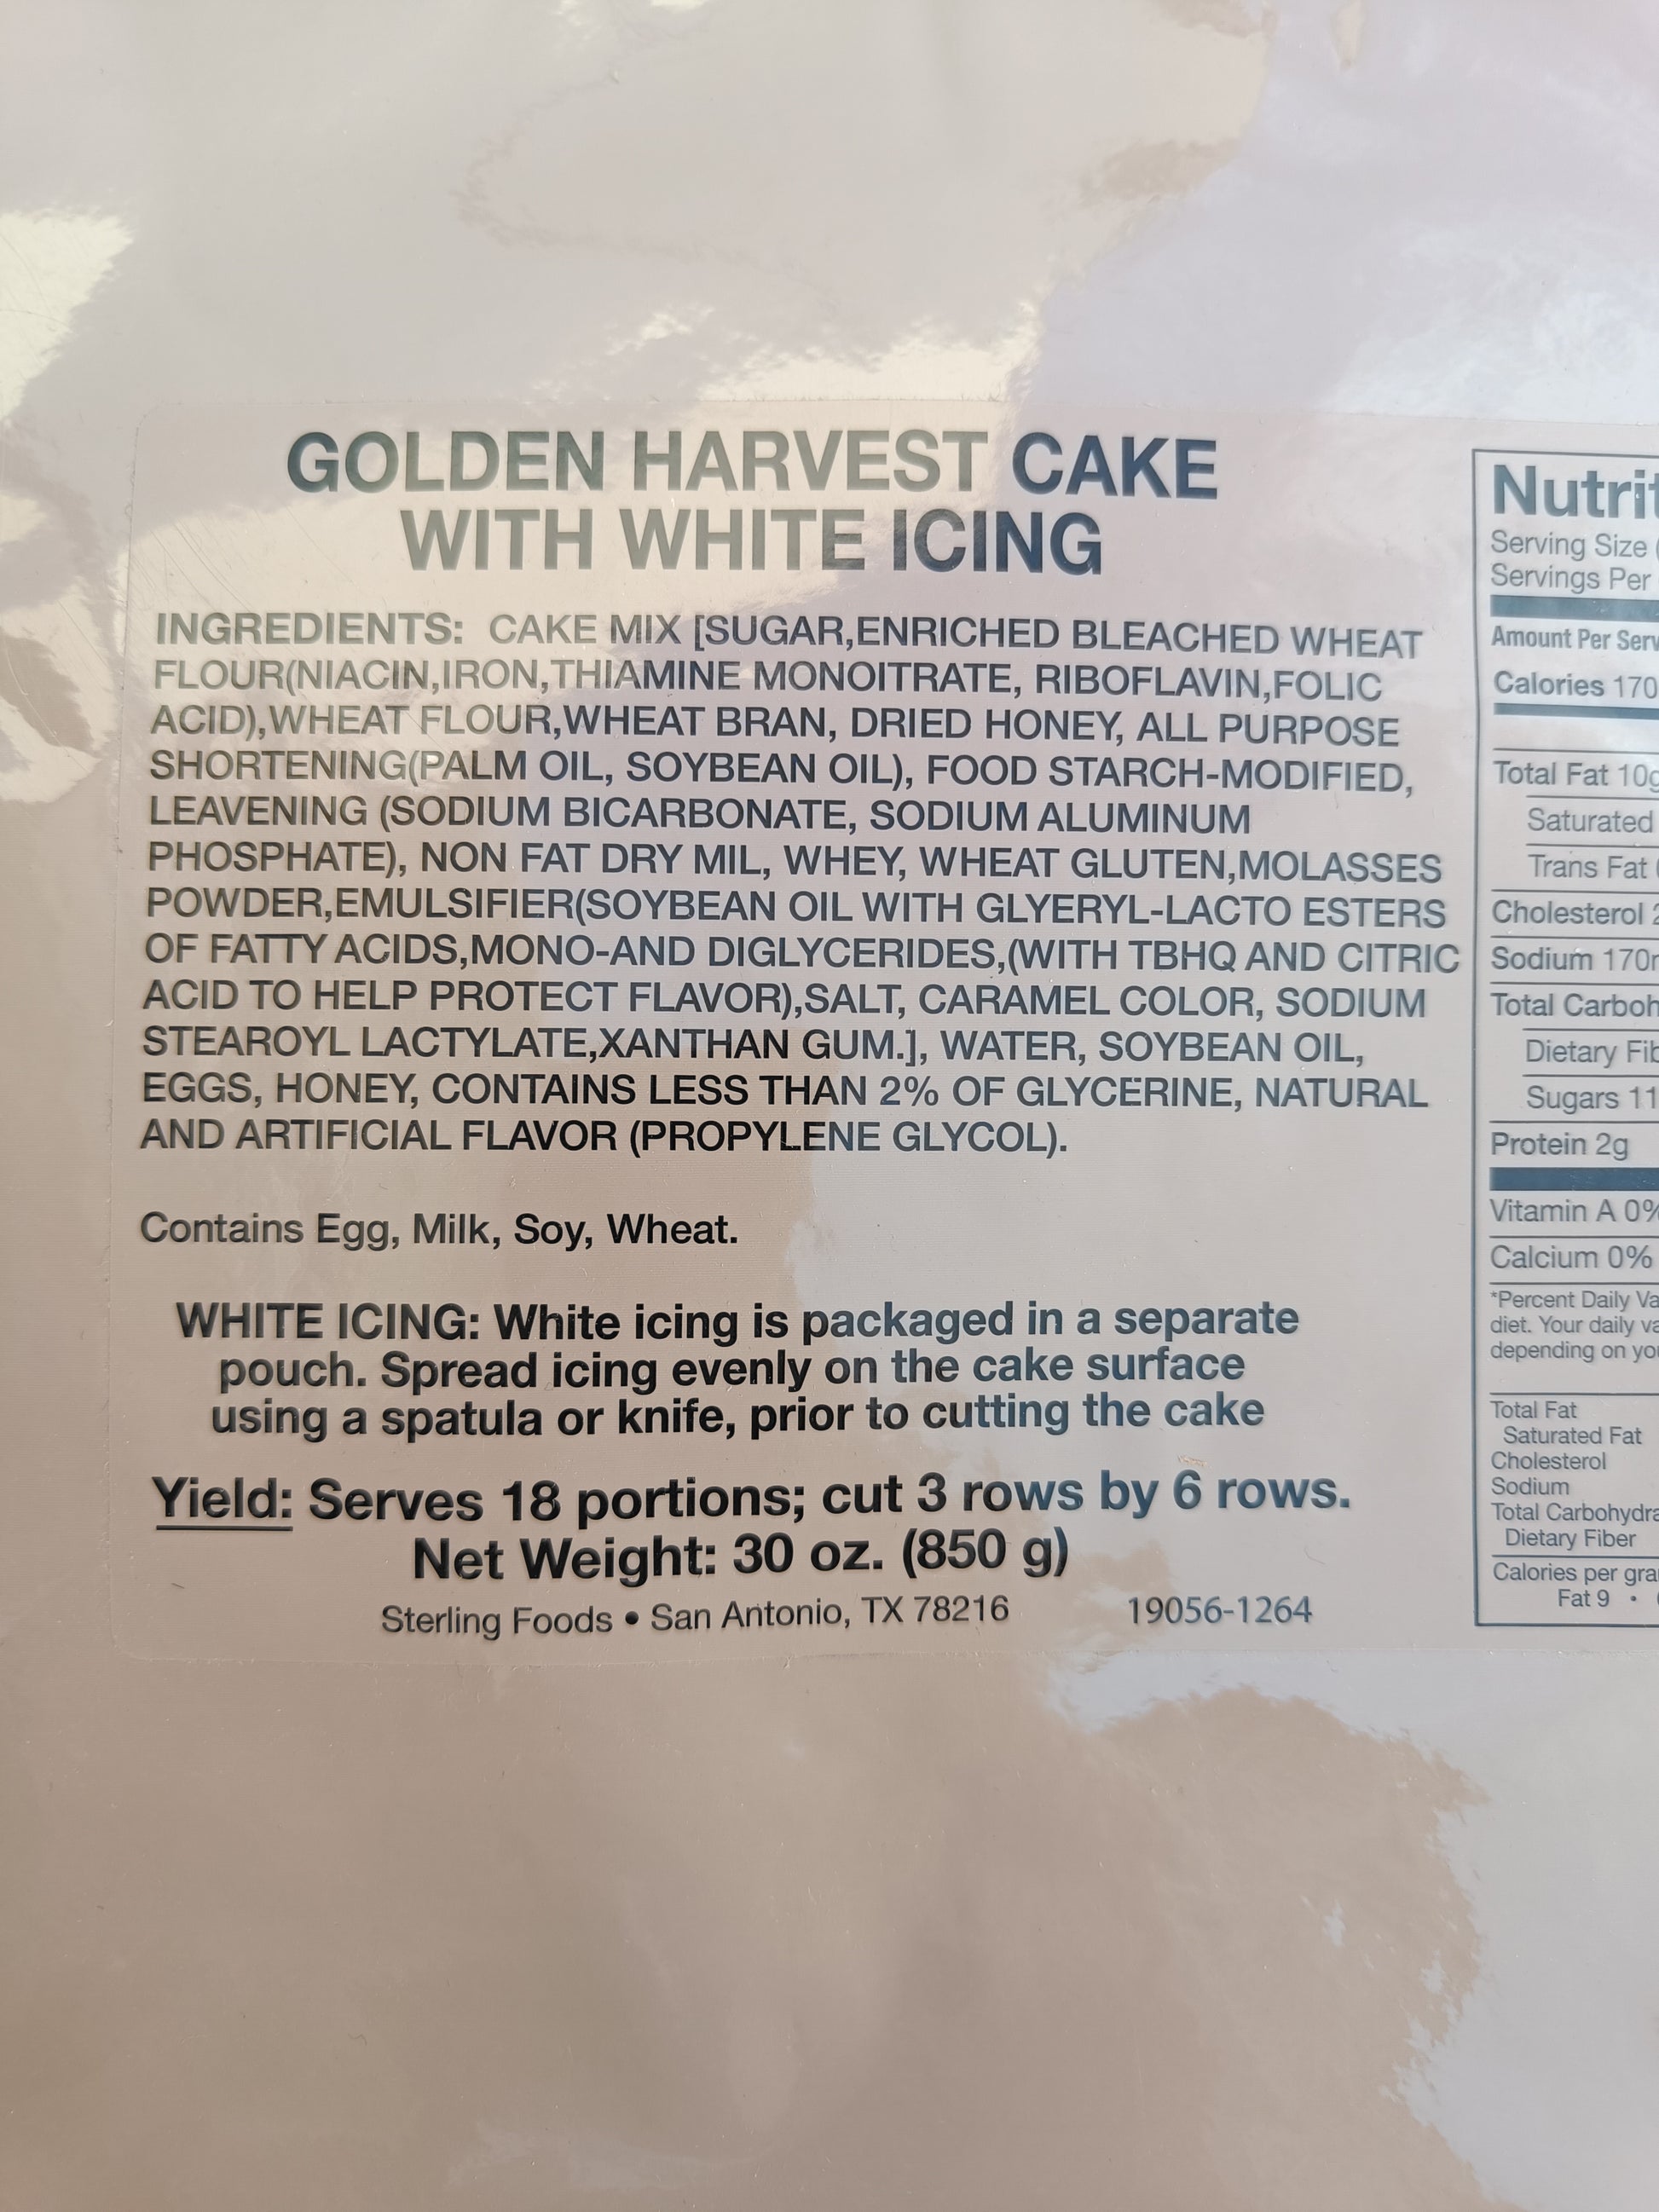 GOLDEN HARVEST CAKE
WITH WHITE ICING
INGREDIENTS: CAKE MIX [SUGAR,ENRICHED BLEACHED WHEAT
FLOUR(NIACIN,IRON,THIAMINE MONOITRATE, RIBOFLAVIN,FOLIC
ACID),WHEAT FLOUR,WHEAT BRAN, DRIED HONEY, ALL PURPOSE
SHORTENING(PALM OIL, SOYBEAN OIL), FOOD STARCH-MODIFIED,
LEAVENING (SODIUM BICARBONATE, SODIUM ALUMINUM
PHOSPHATE), NON FAT DRY MIL, WHEY, WHEAT GLUTEN,MOLASSES
POWDER,EMULSIFIER(SOYBEAN OIL WITH GLYERYL-LACTO ESTERS
OF FATTY ACIDS,MONO-AND DIGLYCERIDES,(WITH TBHQ AND CITRIC
ACID TO HELP PROTECT FLAVOR),SALT, CARAMEL COLOR, SODIUM
STEAROYL LACTYLATE,XANTHAN GUM.], WATER, SOYBEAN OIL,
EGGS, HONEY, CONTAINS LESS THAN 2% OF GLYCERINE, NATURAL
AND ARTIFICIAL FLAVOR (PROPYLENE GLYCOL).
Contains Egg, Milk, Soy, Wheat.
WHITE ICING: White icing is packaged in a separate
pouch. Spread icing evenly on the cake surface
using a spatula or knife, prior to cutting the cake
Yield: Serves 18 portions; cut 3 rows by 6 rows.
Net Weight: 30 oz. (850 g)
Sterling Foods • San Antonio, TX 78216 19056-1264
Serving Size
Servings Per
Amount Per
Calories 170
Total Fat 10g
Saturated
Trans Fat
Cholesterol
Sodium
Total
Dietary
Sugars 11
Protein 2g
Vitamin A 0%
Calcium 0%
*Percent Daily
diet. Your daily
depending on
Total Fat
Saturated Fat
Cholesterol
Sodium
Total
Dietary Fiber
Calories per
Fat 9 •